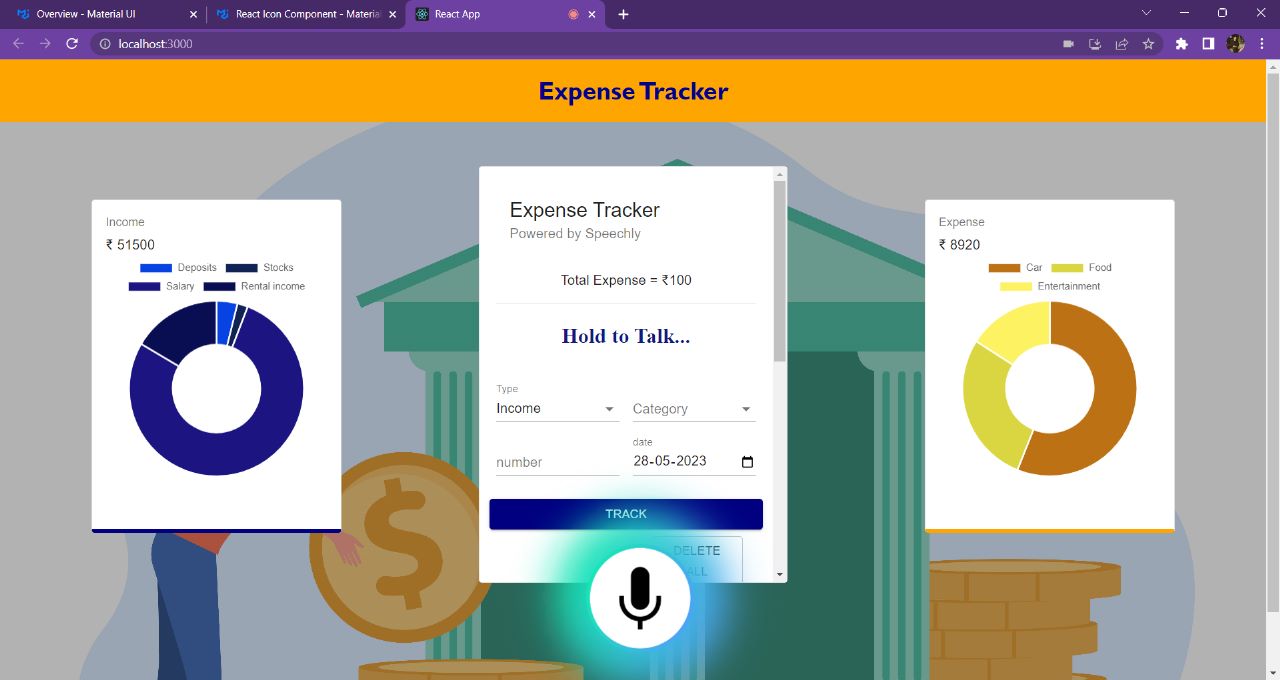 Overview - Material UI
React Icon Component - Material
React App
localhost:3000
Expense Tracker
Income
₹ 51500
Deposits Stocks
Salary Rental income
Expense Tracker
Powered by Speechly
Total Expense = ₹100
Hold to Talk...
Type
Income
Category
number
date
28-05-2023
TRACK
DELETE
ALL
Expense
₹ 8920
Car Food
Entertainment